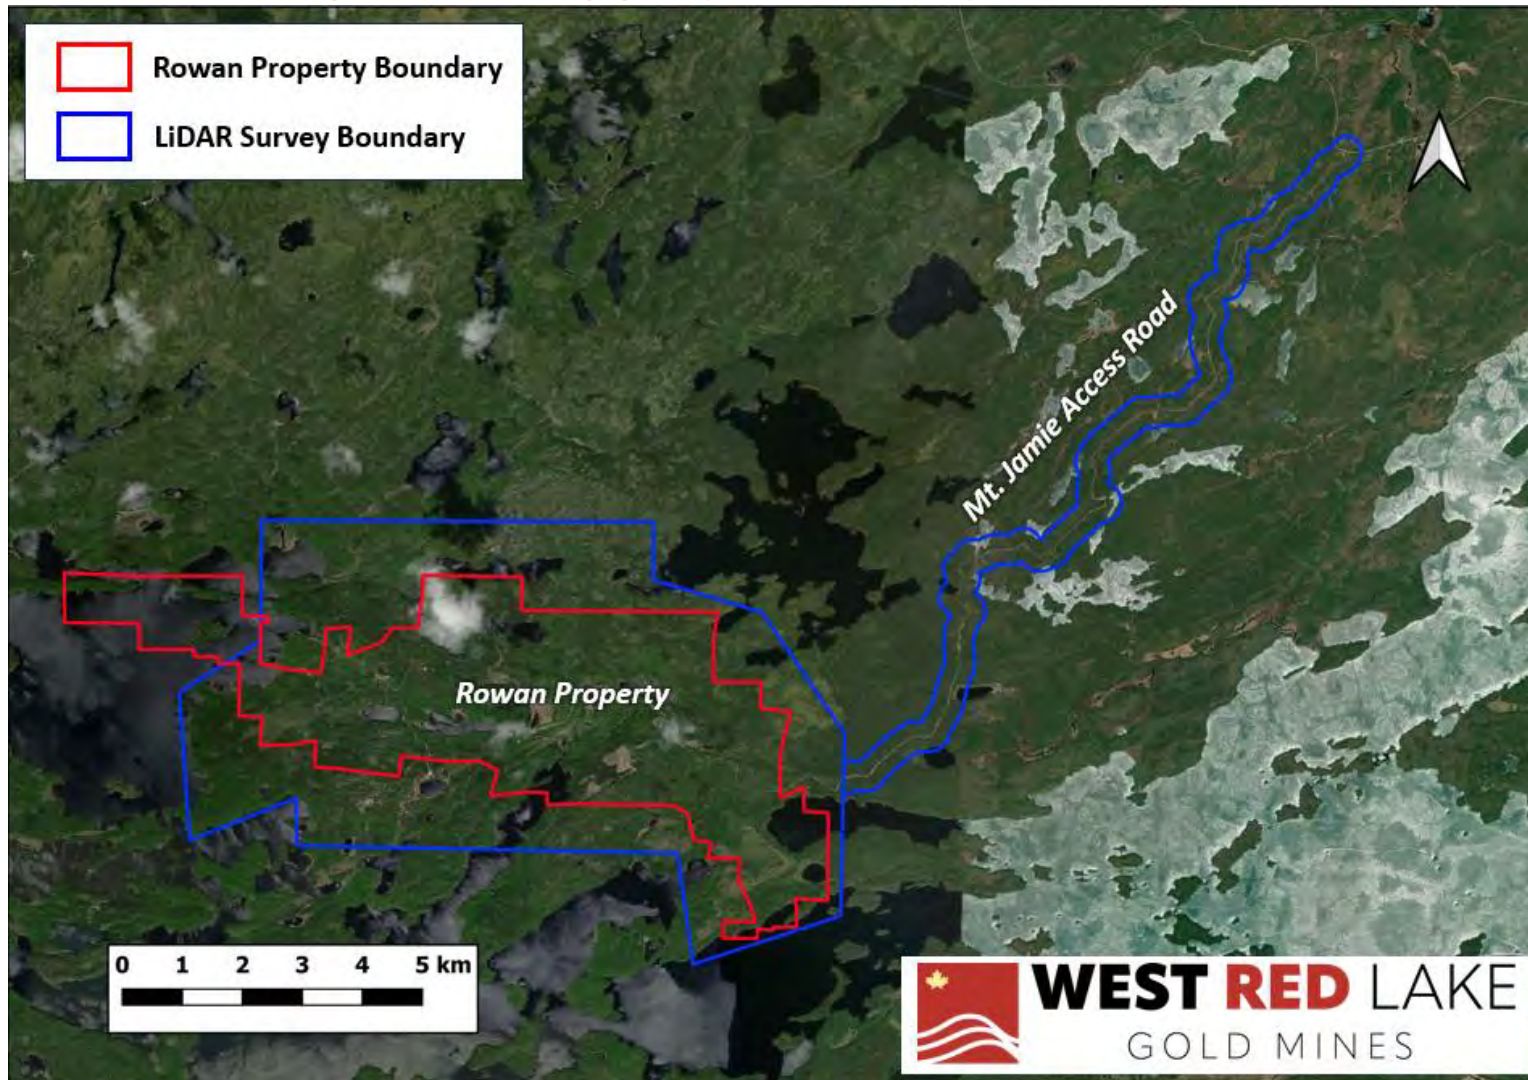 Rowan Property Boundary
LiDAR Survey Boundary
Mt. Jamie Access Road
Rowan Property
0 1 2 3 4 5 km
WEST RED LAKE
GOLD MINES